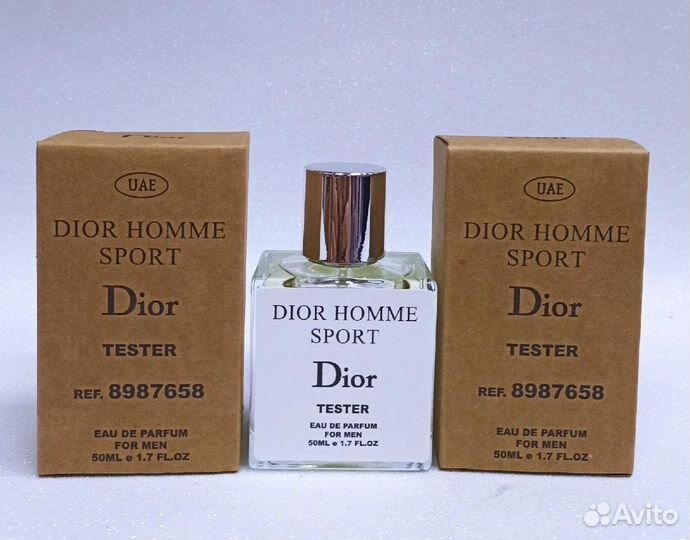 Dior
UAE
DIOR HOMME
SPORT
Dior
TESTER
REF. 8987658
EAU DE PARFUM
FOR MEN
50ML e 1.7 FL.OZ
DIOR HOMME
SPORT
Dior
TESTER
EAU DE PARFUM
FOR MEN
50ML e 1.7 FL.OZ
Dior
UAE
DIOR HOMME
SPORT
Dior
TESTER
REF. 8987658
EAU DE PARFUM
FOR MEN
50ML e 1.7 FL.OZ
Avito